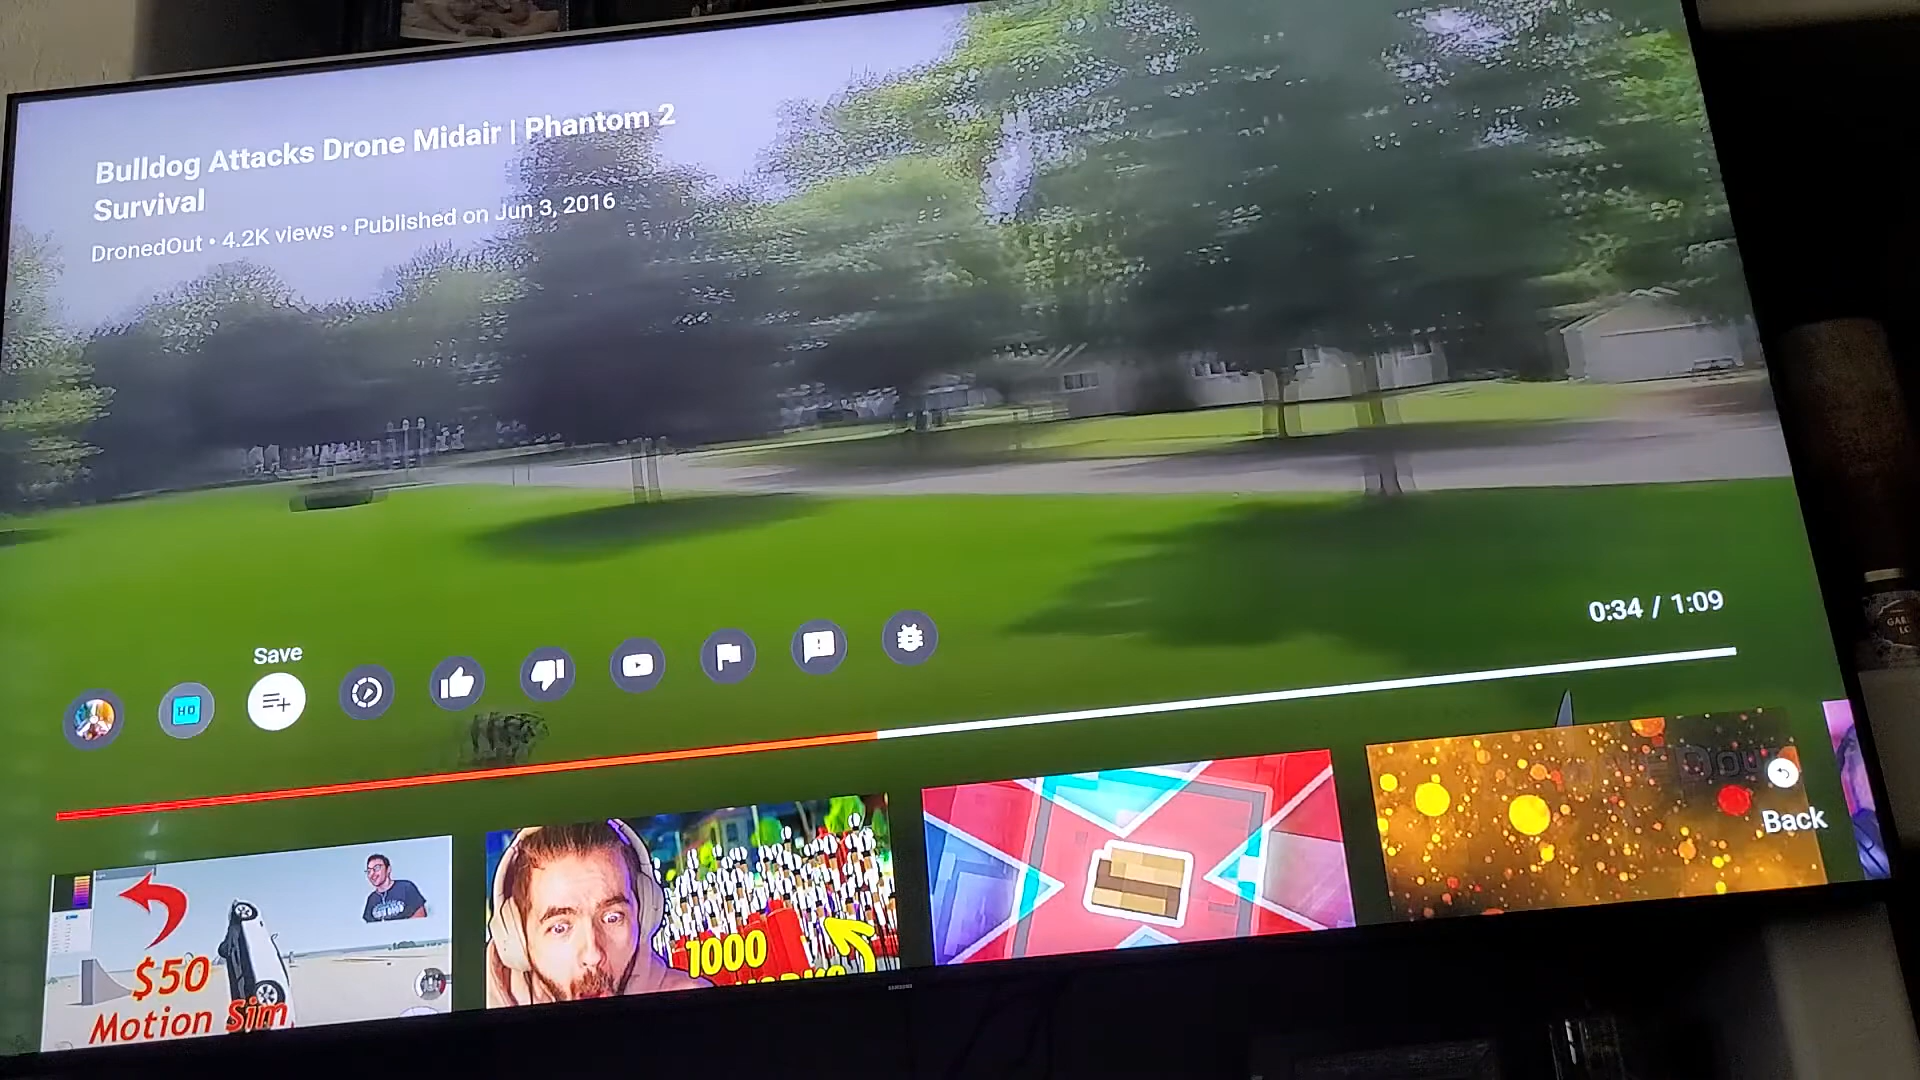 Bulldog Attacks Drone Midair | Phantom 2
Survival
DronedOut • 4.2K views • Published on Jun 3, 2016
0:34 / 1:09
Save
HD
Back
$50
Motion Sim
1000
SAMSUNG